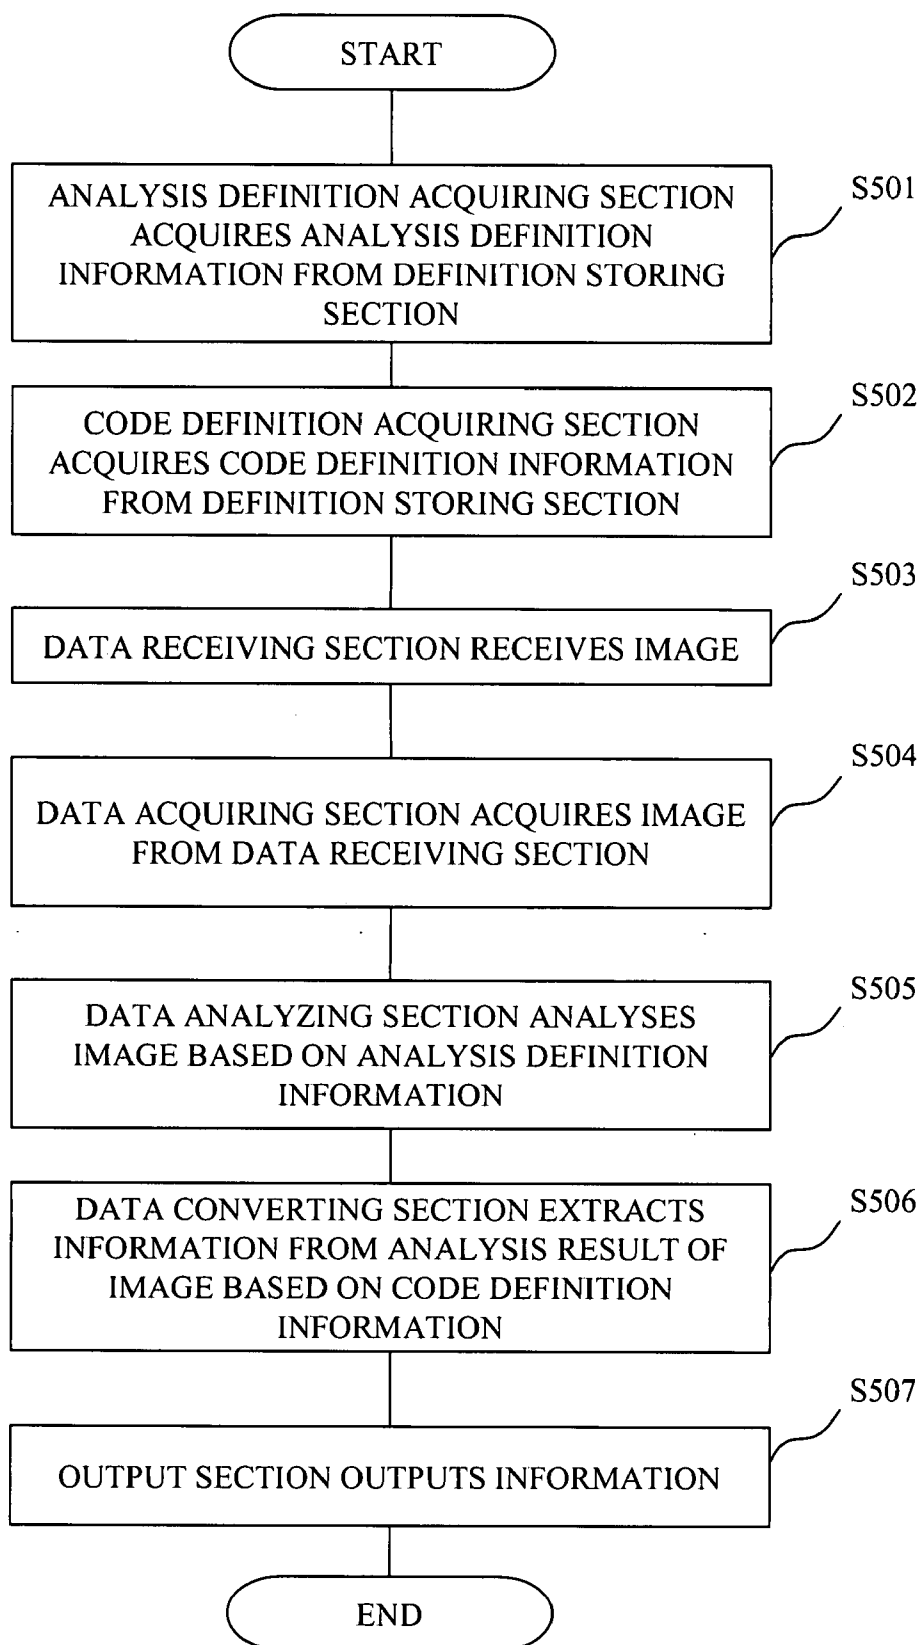 START
S501
ANALYSIS DEFINITION ACQUIRING SECTION
ACQUIRES ANALYSIS DEFINITION
INFORMATION FROM DEFINITION STORING
SECTION
S502
CODE DEFINITION ACQUIRING SECTION
ACQUIRES CODE DEFINITION INFORMATION
FROM DEFINITION STORING SECTION
S503
DATA RECEIVING SECTION RECEIVES IMAGE
S504
DATA ACQUIRING SECTION ACQUIRES IMAGE
FROM DATA RECEIVING SECTION
S505
DATA ANALYZING SECTION ANALYSES
IMAGE BASED ON ANALYSIS DEFINITION
INFORMATION
S506
DATA CONVERTING SECTION EXTRACTS
INFORMATION FROM ANALYSIS RESULT OF
IMAGE BASED ON CODE DEFINITION
INFORMATION
S507
OUTPUT SECTION OUTPUTS INFORMATION
END